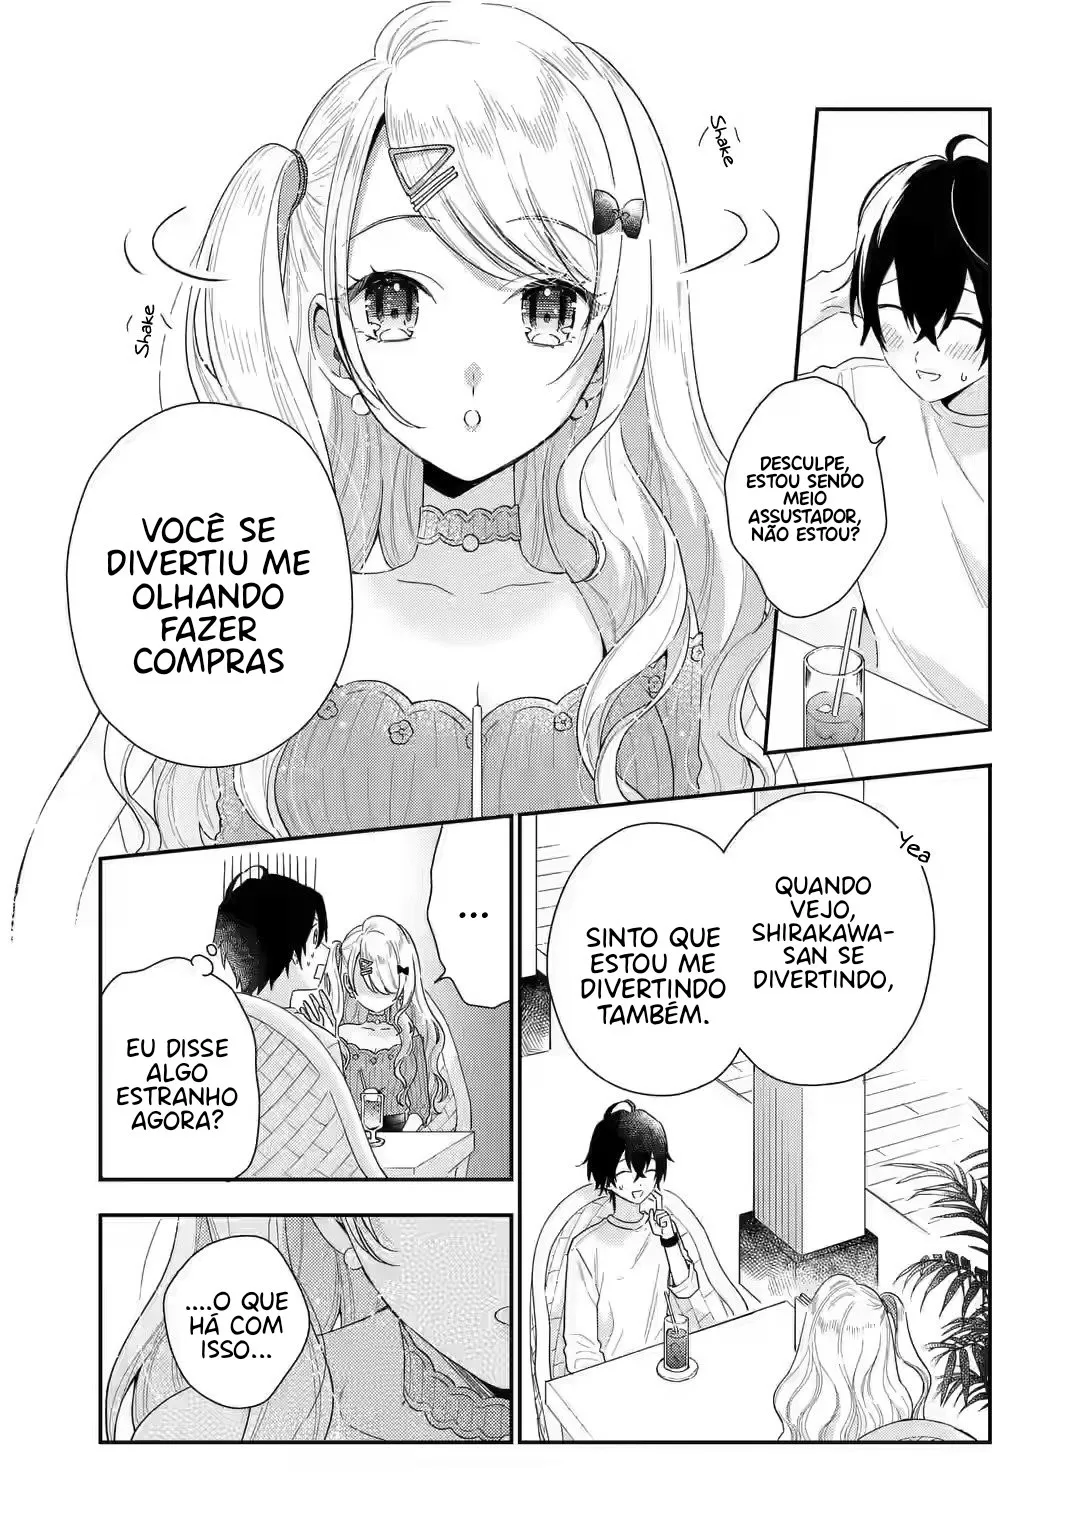 DESCULPE,
ESTOU SENDO
MEIO
ASSUSTADOR,
NÃO ESTOU?
Shake
Shake
VOCÊ SE
DIVERTIU ME
OLHANDO
FAZER
COMPRAS
Yea
QUANDO
VEJO,
SHIRAKAWA-
SAN SE
DIVERTINDO,
SINTO QUE
ESTOU ME
DIVERTINDO
TAMBÉM.
...
EU DISSE
ALGO
ESTRANHO
AGORA?
....O QUE
HÁ COM
ISSO...